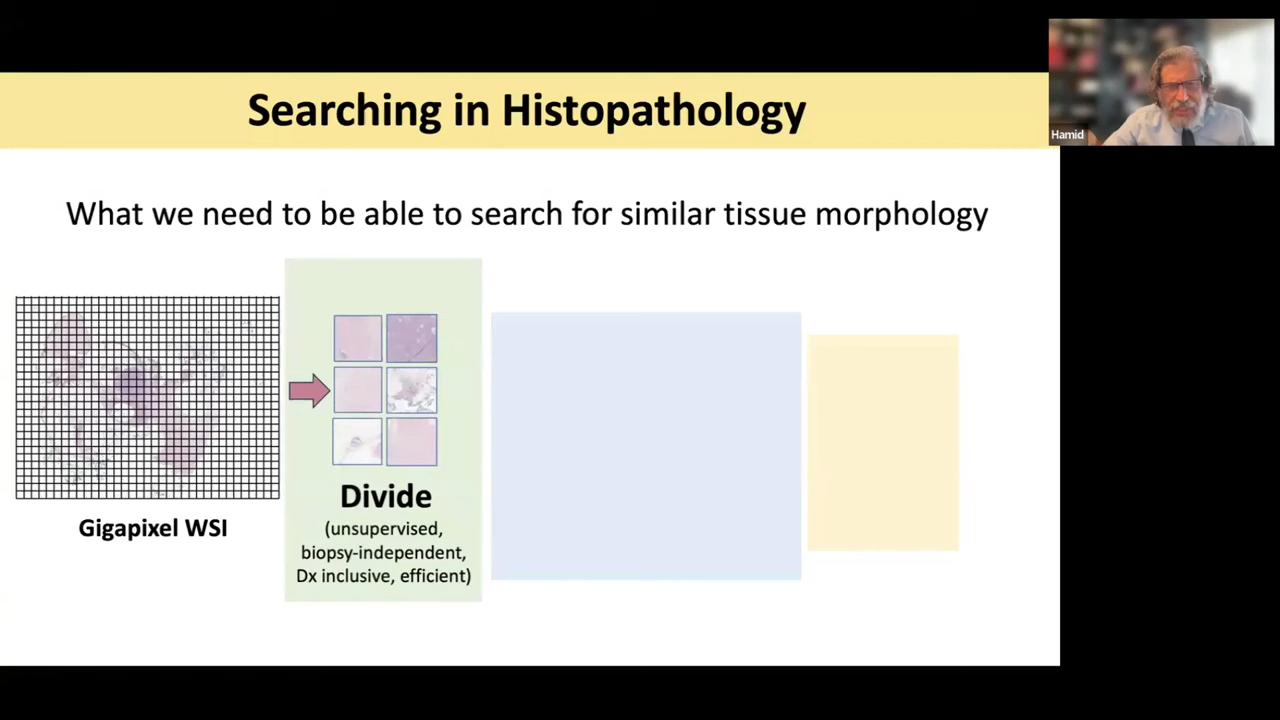 Searching in Histopathology
Hamid
What we need to be able to search for similar tissue morphology
Gigapixel WSI
Divide
(unsupervised,
biopsy-independent,
Dx inclusive, efficient)